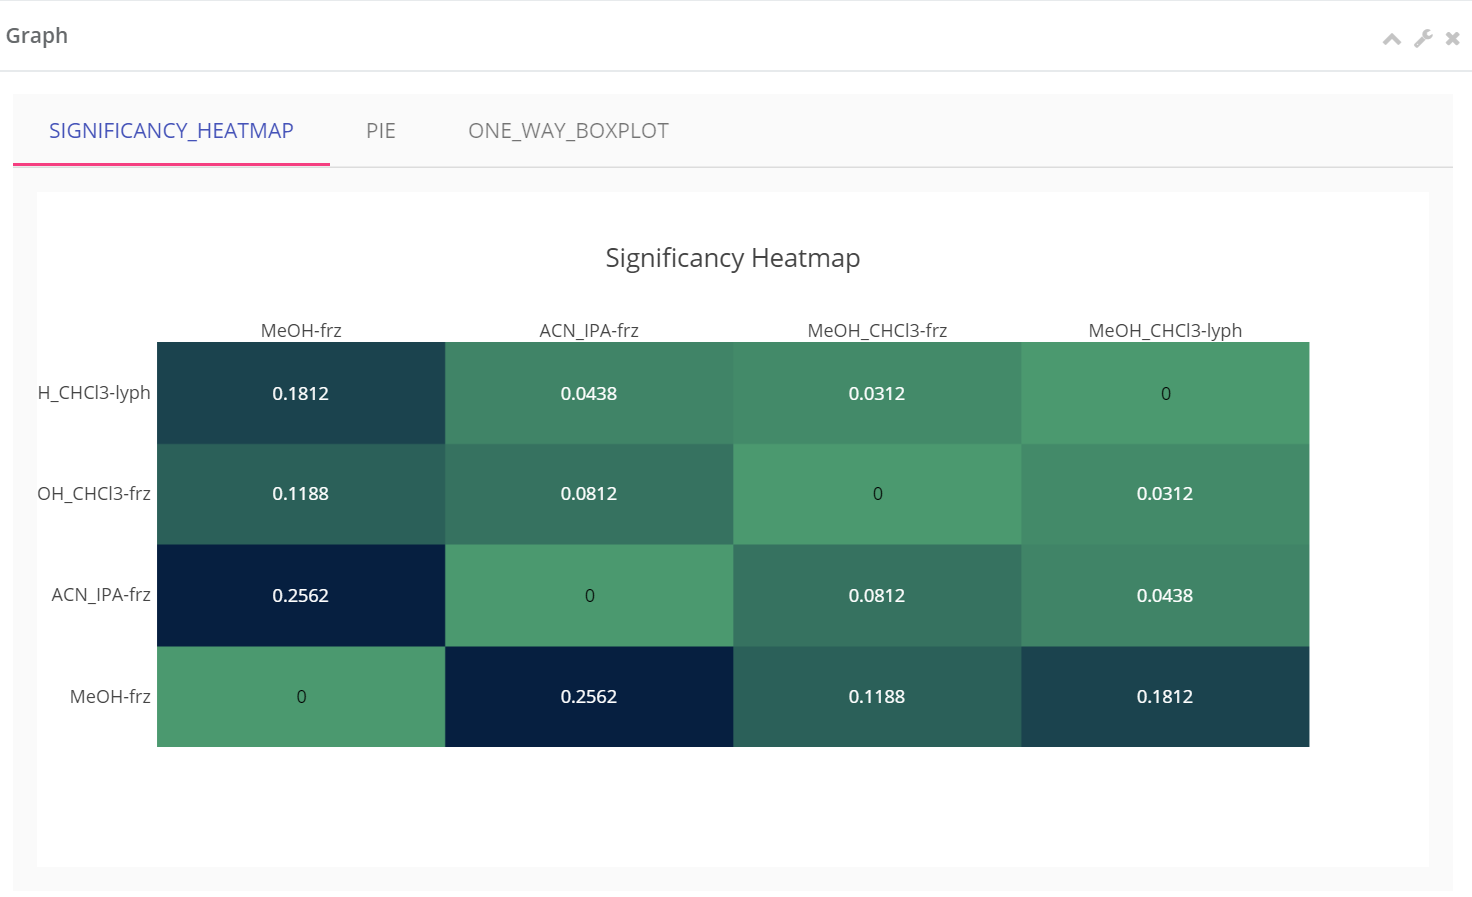 Graph
SIGNIFICANCY_HEATMAP PIE ONE_WAY_BOXPLOT
Significancy Heatmap
MeOH-frz ACN_IPA-frz MeOH_CHCl3-frz MeOH_CHCl3-lyph
H_CHCl3-lyph 0.1812 0.0438 0.0312 0
OH_CHCl3-frz 0.1188 0.0812 0 0.0312
ACN_IPA-frz 0.2562 0 0.0812 0.0438
MeOH-frz 0 0.2562 0.1188 0.1812